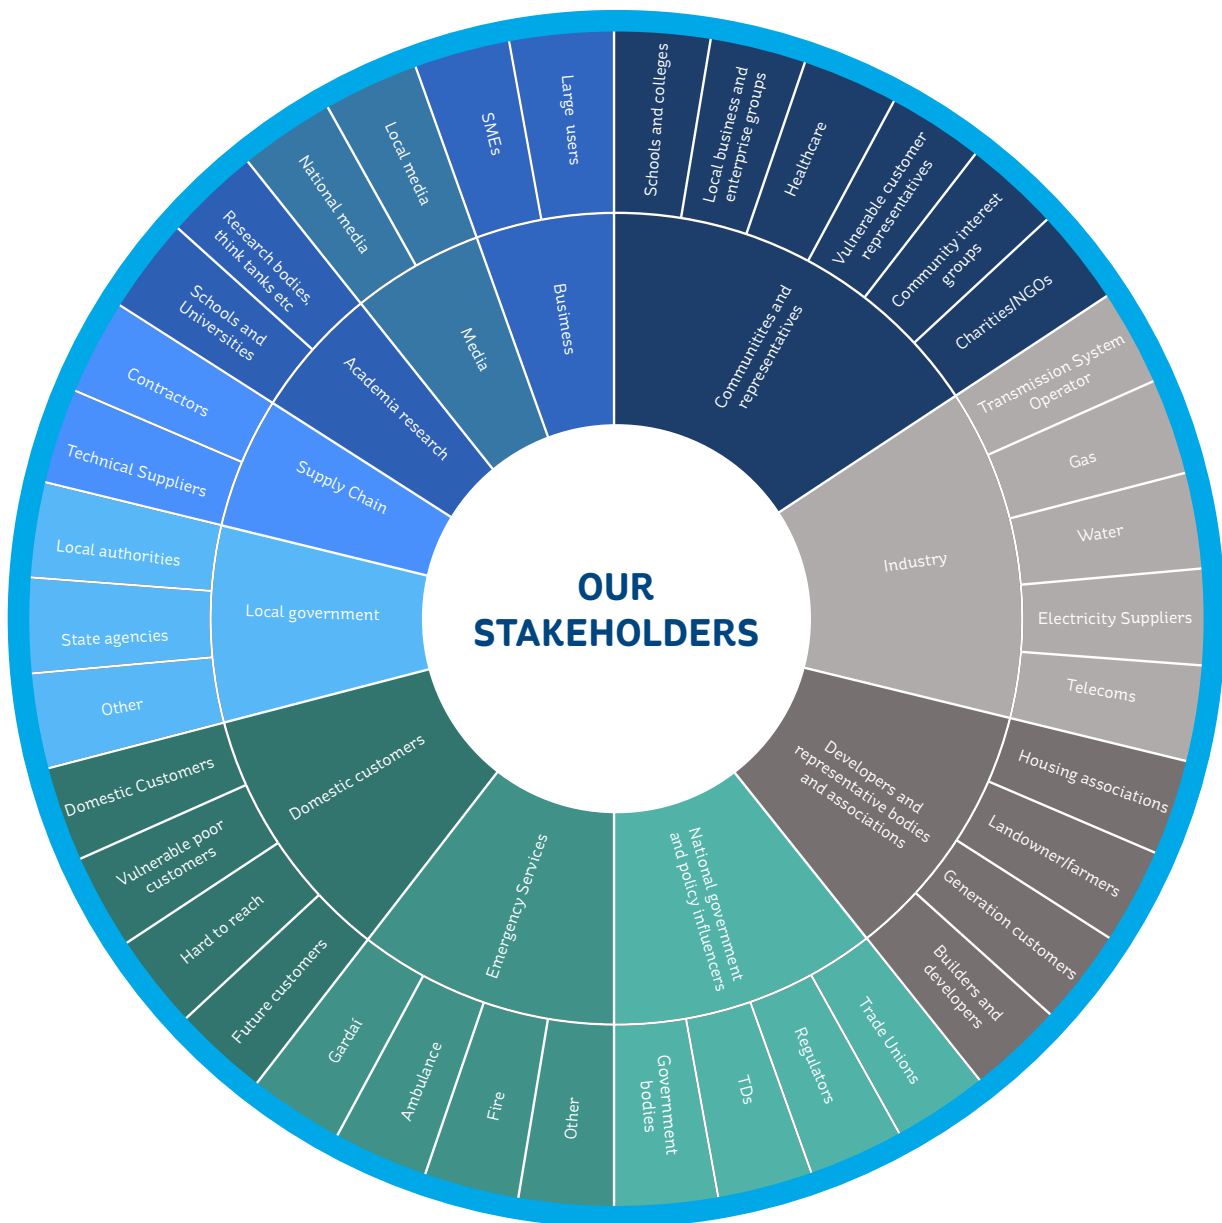 OUR
STAKEHOLDERS
Communitites and
representatives
Schools and colleges
Local business and
enterprise groups
Healthcare
Vulnerable customer
representatives
Community interest
groups
Charities/NGOs
Industry
Transmission System
Operator
Gas
Water
Electricity Suppliers
Telecoms
Developers and
representative bodies
and associations
Housing associations
Landowner/farmers
Generation customers
Builders and
developers
National government
and policy influencers
Trade Unions
Regulators
TDs
Government
bodies
Emergency Services
Other
Fire
Ambulance
Gardaí
Domestic customers
Future customers
Hard to reach
Vulnerable poor
customers
Domestic Customers
Local government
Other
State agencies
Local authorities
Supply Chain
Technical Suppliers
Contractors
Academia research
Schools and
Universities
Research bodies,
think tanks etc
Media
National media
Local media
Busimess
SMEs
Large users